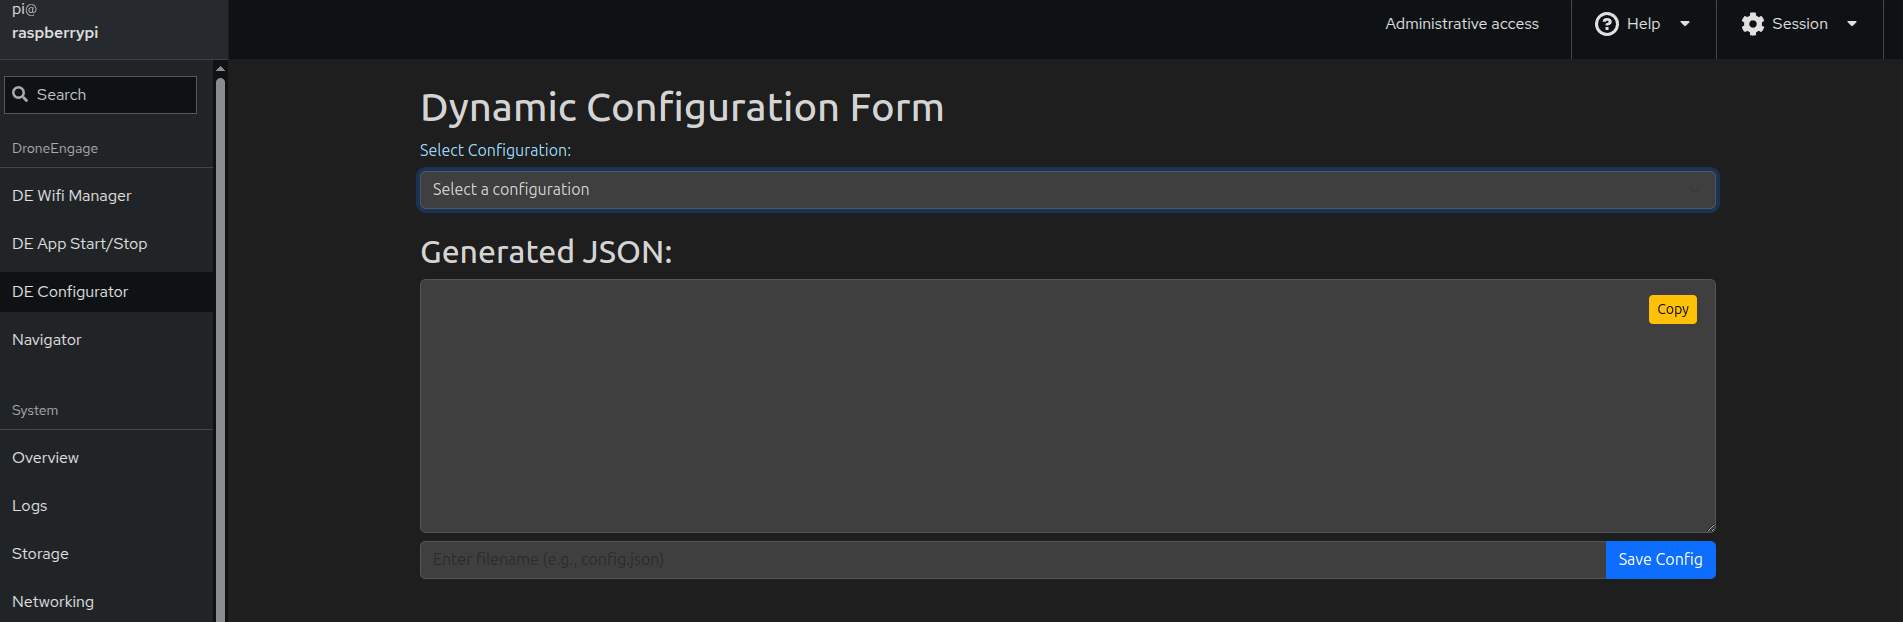 pi@
raspberrypi
Administrative access
Help
Session
Search
DroneEngage
DE Wifi Manager
DE App Start/Stop
DE Configurator
Navigator
System
Overview
Logs
Storage
Networking
Dynamic Configuration Form
Select Configuration:
Select a configuration
Generated JSON:
Copy
Enter filename (e.g., config.json)
Save Config